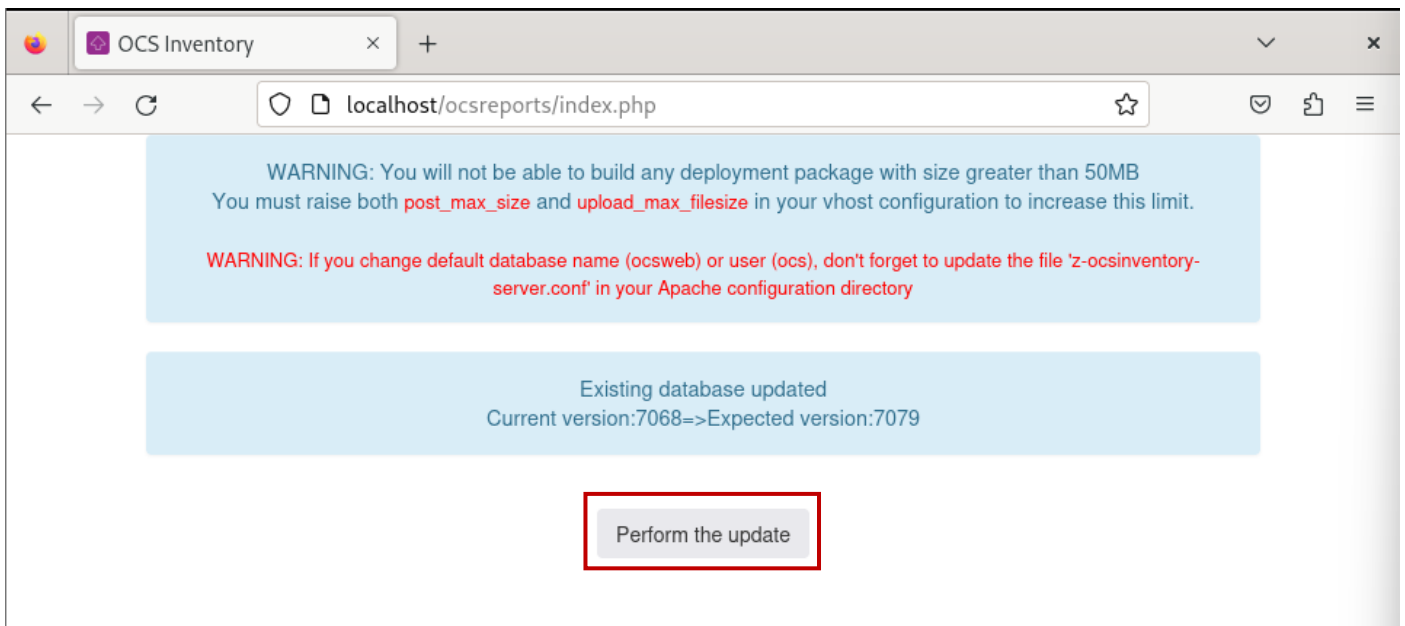 OCS Inventory
localhost/ocsreports/index.php
WARNING: You will not be able to build any deployment package with size greater than 50MB
You must raise both post_max_size and upload_max_filesize in your vhost configuration to increase this limit.
WARNING: If you change default database name (ocsweb) or user (ocs), don't forget to update the file 'z-ocsinventory-
server.conf' in your Apache configuration directory
Existing database updated
Current version:7068=>Expected version:7079
Perform the update